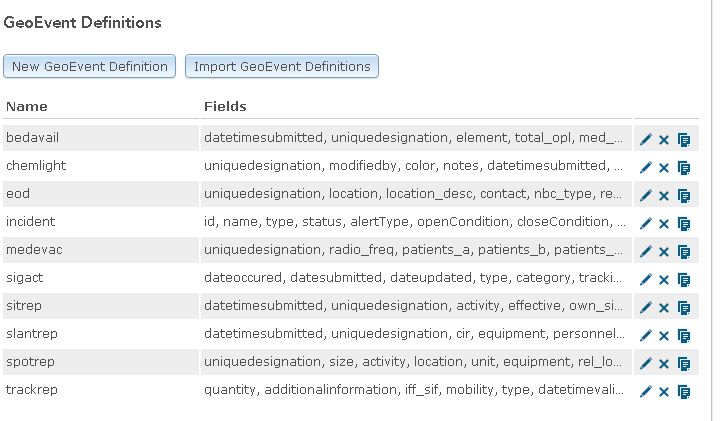 GeoEvent Definitions
New GeoEvent Definition Import GeoEvent Definitions
Name Fields
bedavail datetimesubmitted, uniquedesignation, element, total_opl, med_...
chemlight uniquedesignation, modifiedby, color, notes, datetimesubmitted, ...
eod uniquedesignation, location, location_desc, contact, nbc_type, re...
incident id, name, type, status, alertType, openCondition, closeCondition, ...
medevac uniquedesignation, radio_freq, patients_a, patients_b, patients_...
sigact dateoccured, datesubmitted, dateupdated, type, category, tracki...
sitrep datetimesubmitted, uniquedesignation, activity, effective, own_si...
slantrep datetimesubmitted, uniquedesignation, cir, equipment, personnel...
spotrep uniquedesignation, size, activity, location, unit, equipment, rel_lo...
trackrep quantity, additionalinformation, iff_sif, mobility, type, datetimevali...